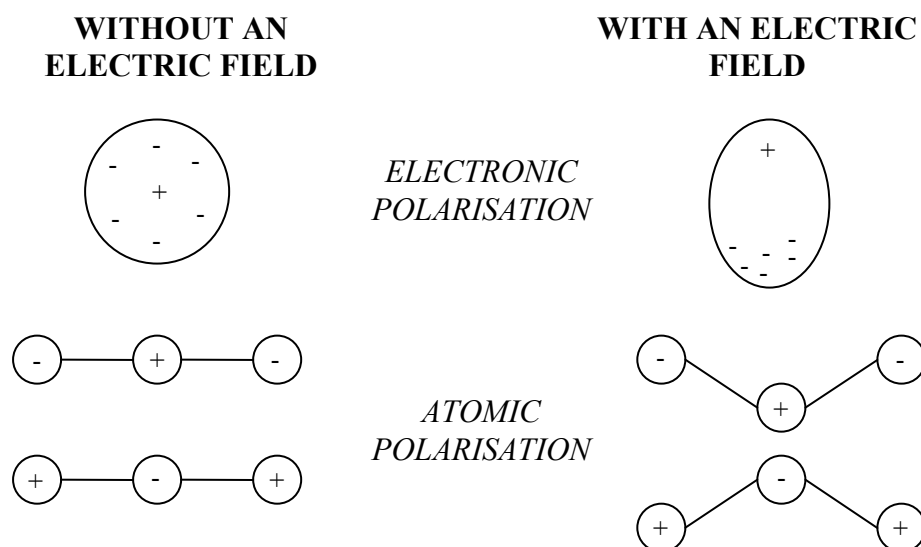 WITHOUT AN
ELECTRIC FIELD
WITH AN ELECTRIC
FIELD
- - -
+
- - -
ELECTRONIC
POLARISATION
+
- - -
- -
- -
- + -
- -
+
ATOMIC
POLARISATION
+ - +
-
+ +